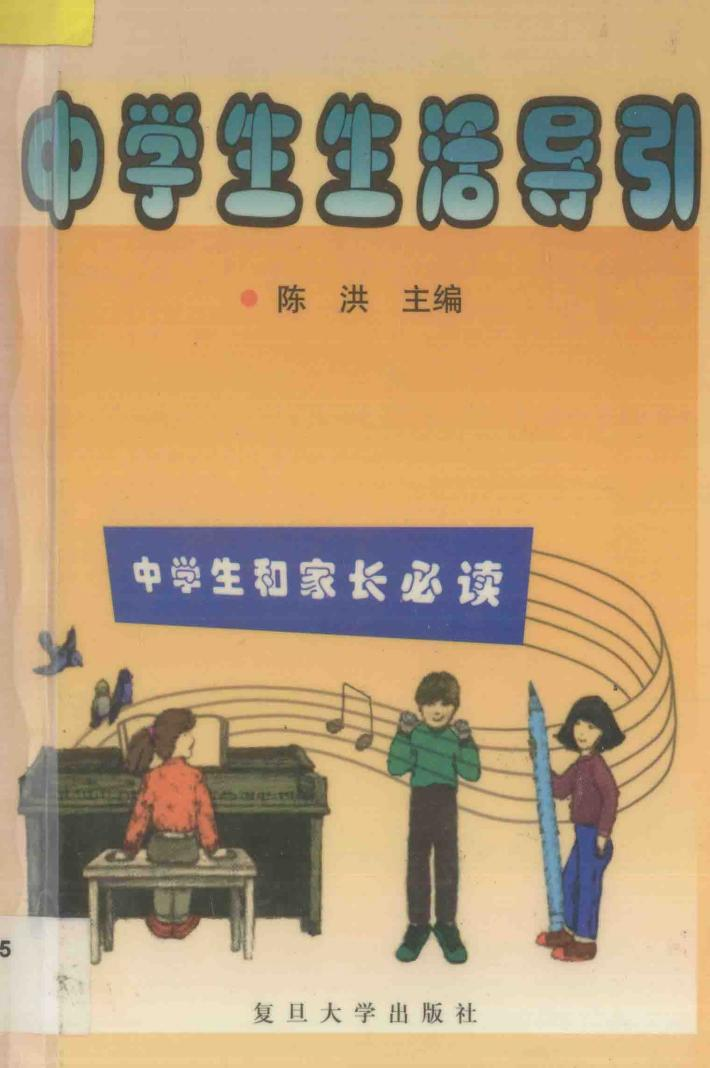 中学生生活导引
陈 洪 主编
中学生和家长必读
5
复旦大学出版社